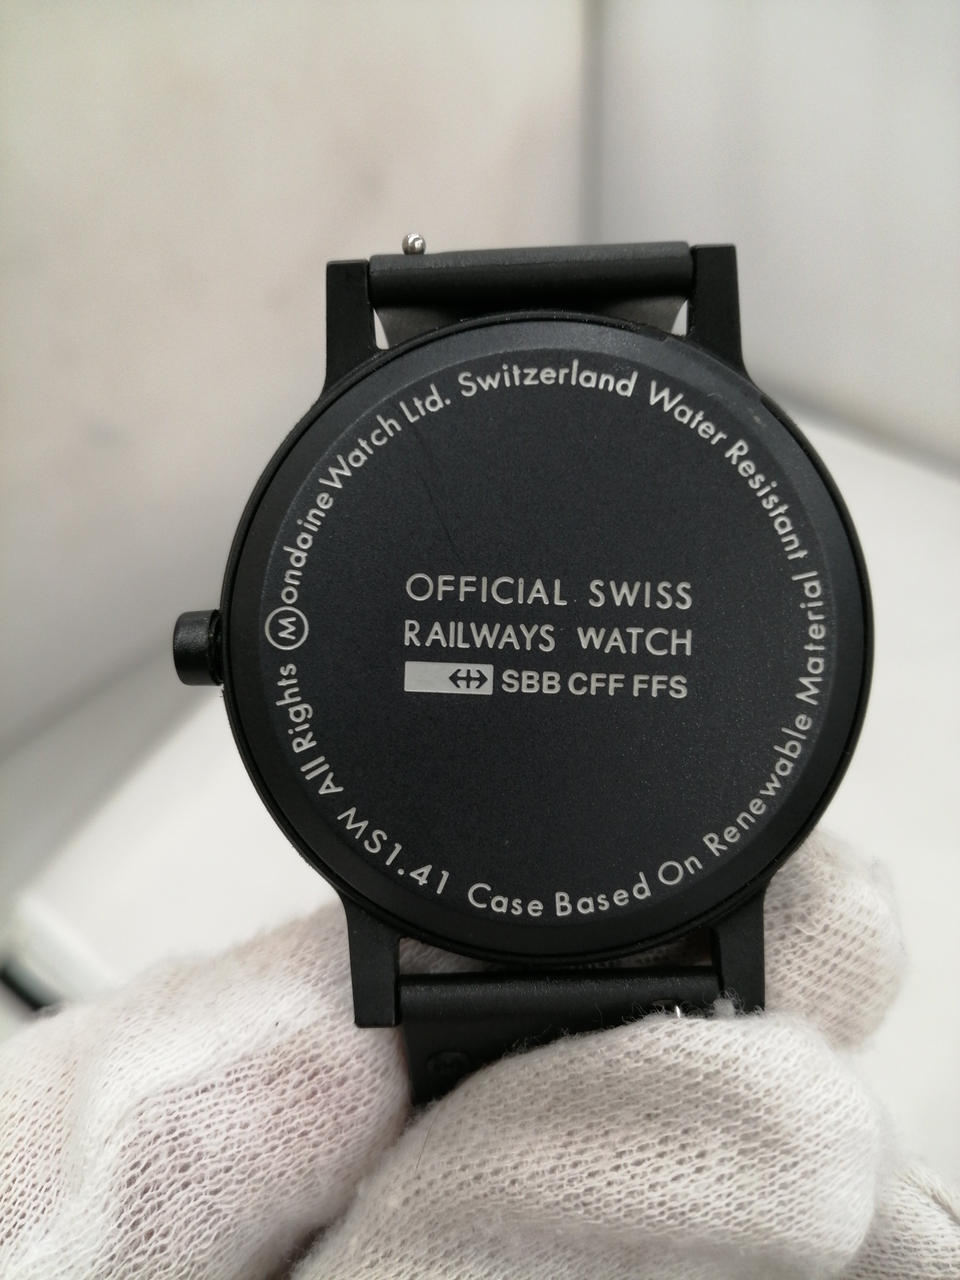 OFFICIAL SWISS
RAILWAYS WATCH
SBB CFF FFS
Mondaine Watch Ltd. Switzerland Water Resistant Case Based On Renewable Material MS1.41 All Rights